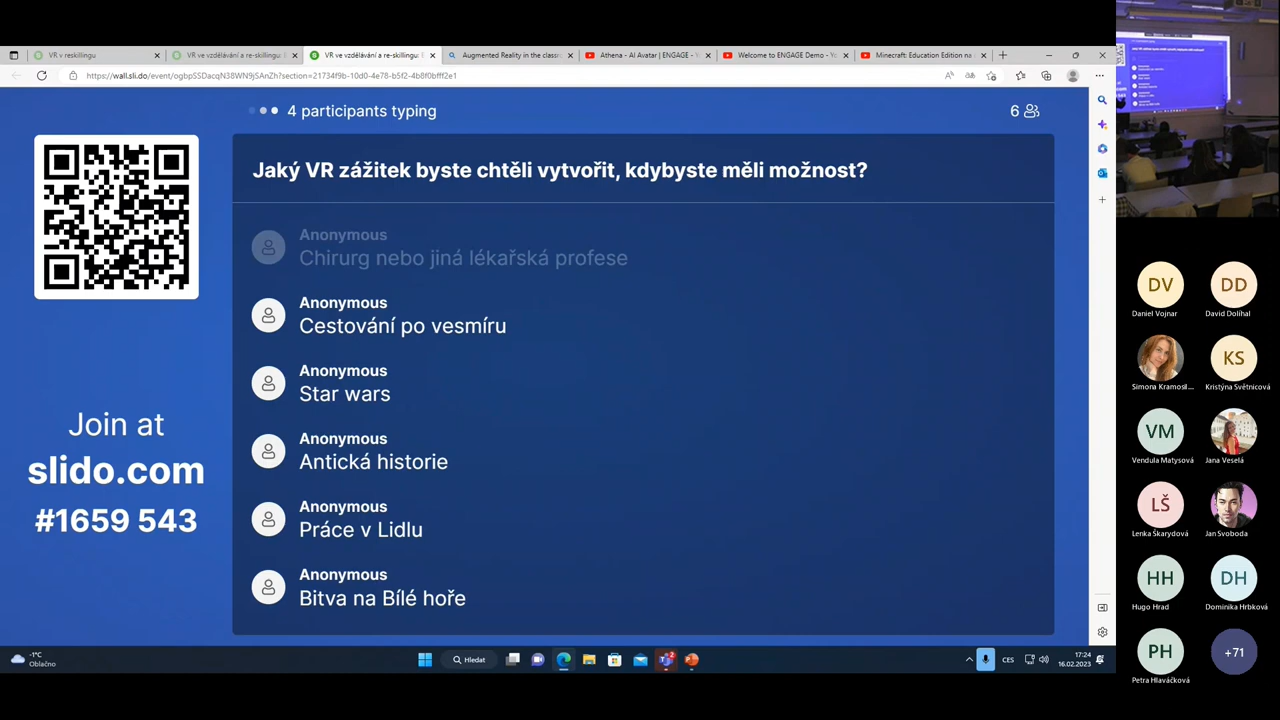 VR v reskillingu
VR ve vzdělávání a re-skillingu:
VR ve vzdělávání a re-skillingu:
Augmented Reality in the classr
Athena - AI Avatar | ENGAGE -
Welcome to ENGAGE Demo - Yo
Minecraft: Education Edition na
https://wall.sli.do/event/ogbpSSDacqN38WN9jSAnZh?section=21734f9b-10d0-4e78-b5f2-4b8f0bfff2e1
4 participants typing
6
Jaký VR zážitek byste chtěli vytvořit, kdybyste měli možnost?
Anonymous
Chirurg nebo jiná lékařská profese
Anonymous
Cestování po vesmíru
Anonymous
Star wars
Anonymous
Antická historie
Anonymous
Práce v Lidlu
Anonymous
Bitva na Bílé hoře
Join at
slido.com
#1659 543
-1°C
Oblačno
Hledat
CES
17:24
16.02.2023
DV
Daniel Vojnar
DD
David Dolihal
Simona Kramosil...
KS
Kristýna Světnicová
VM
Vendula Matysová
Jana Veselá
LŠ
Lenka Škarydová
Jan Svoboda
HH
Hugo Hrad
DH
Dominika Hrbková
PH
Petra Hlaváčková
+71